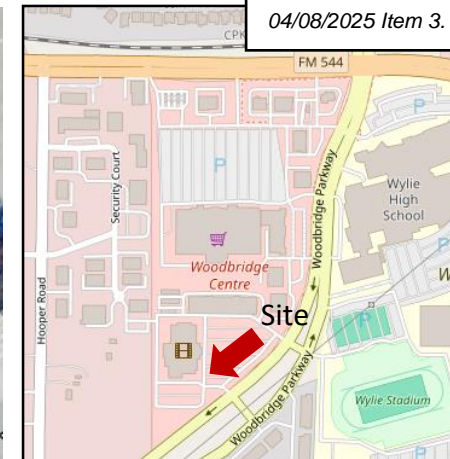 04/08/2025 Item 3.
CPK
FM 544
Security Court
Hooper Road
P
Woodbridge Parkway
Wylie
High
School
P
Woodbridge
Centre
W
Site
P
Woodbridge Parkway
Wylie Stadium
P